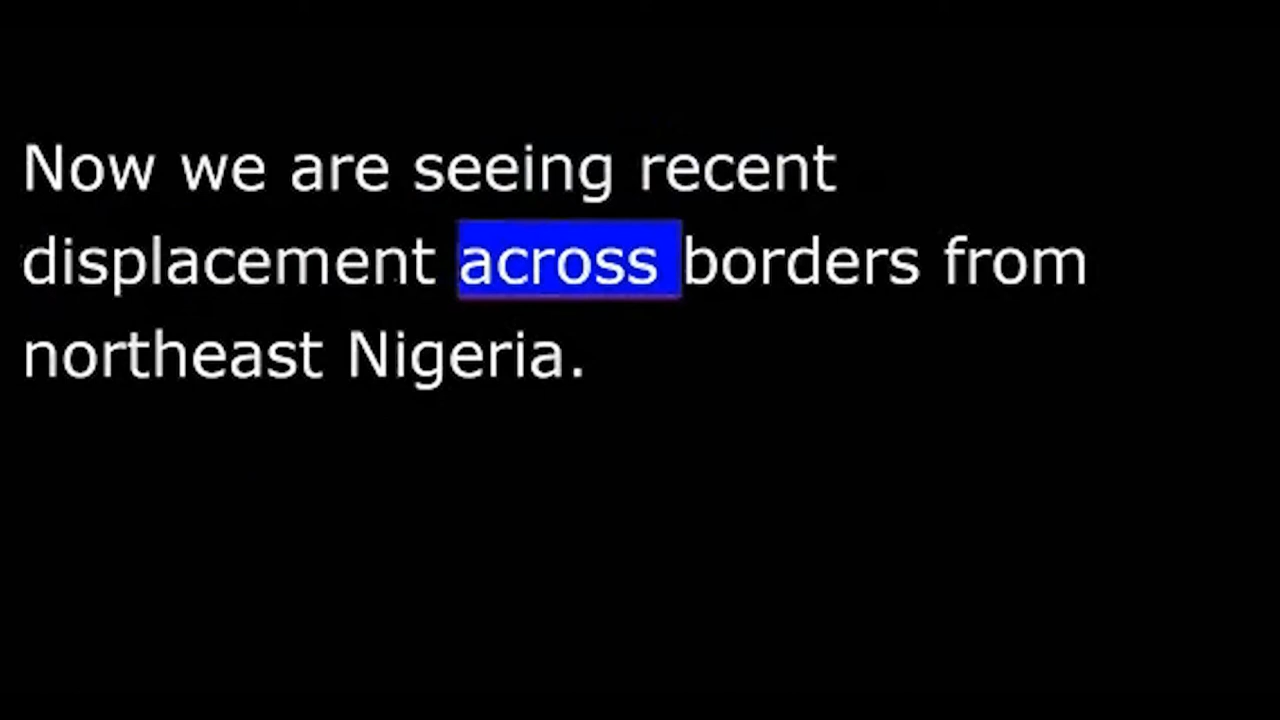 Now we are seeing recent
displacement across borders from
northeast Nigeria.